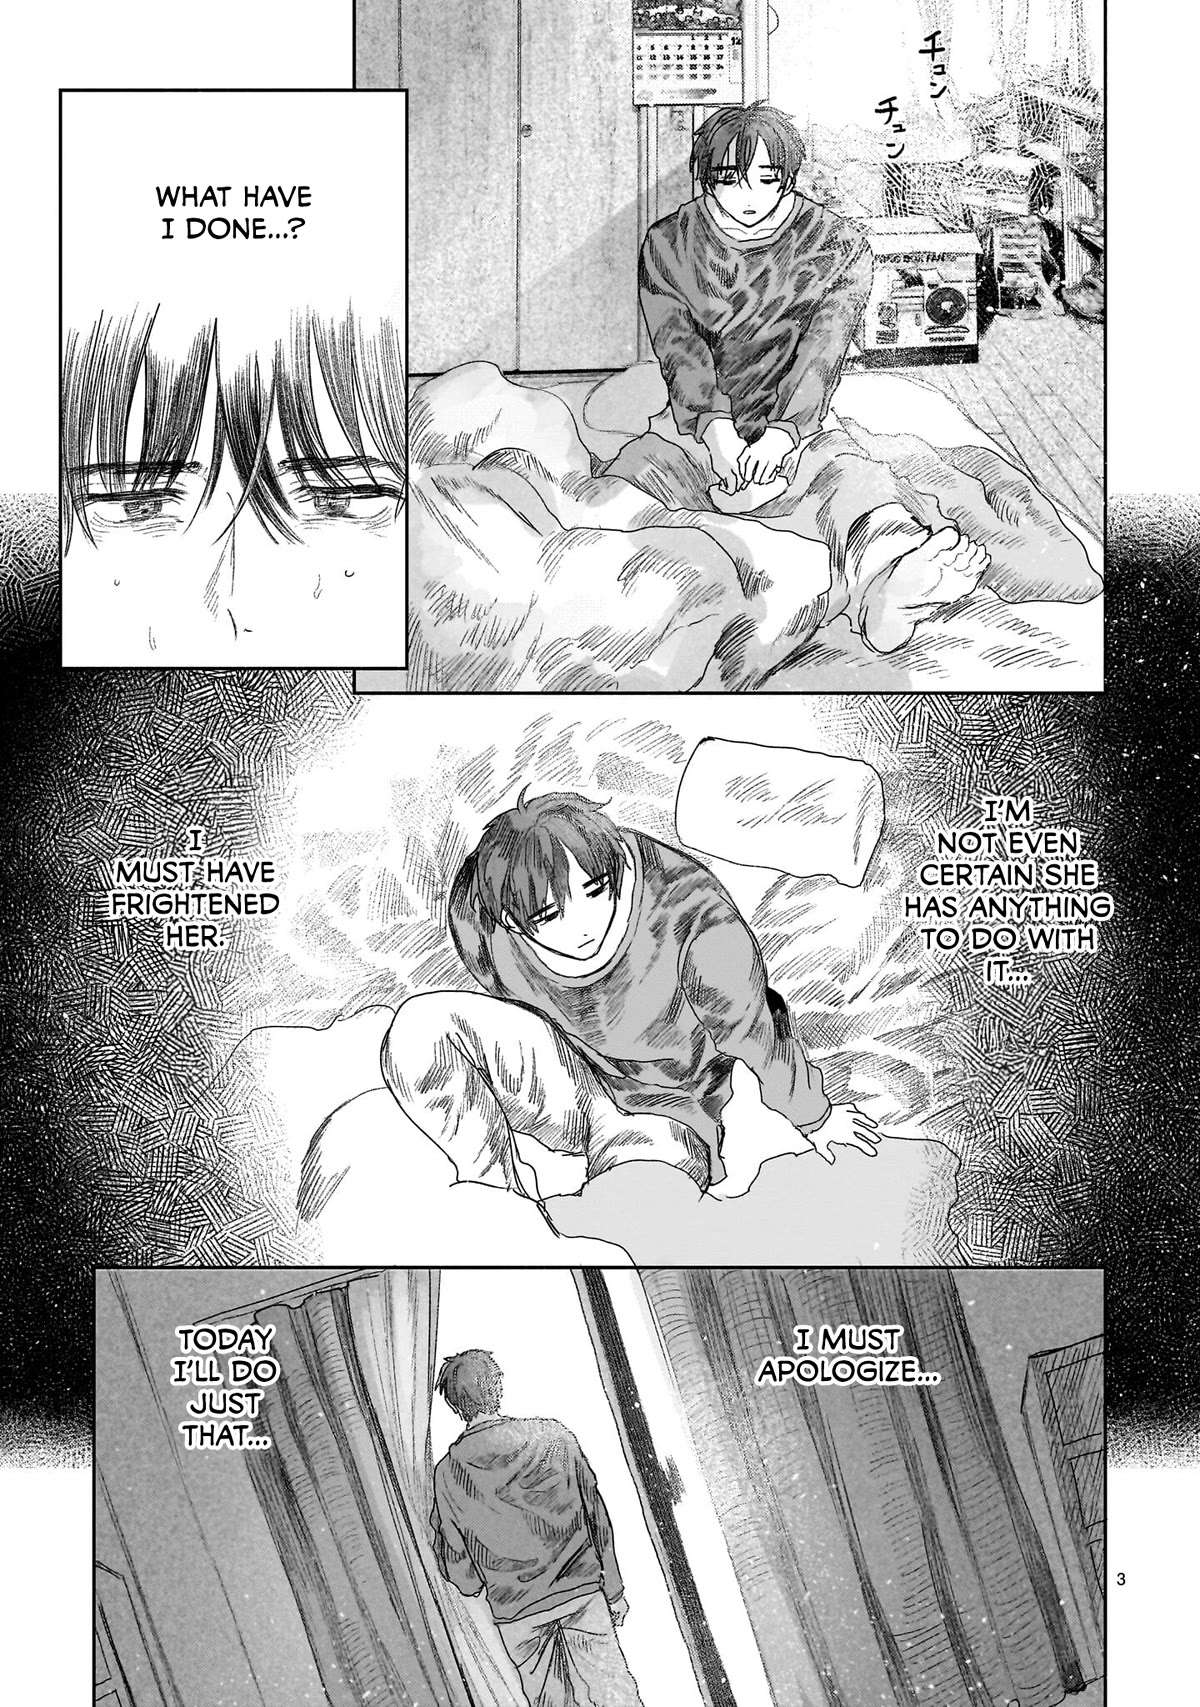 チュン
チュン
12
WHAT HAVE
I DONE...?
I'M
NOT EVEN
CERTAIN SHE
HAS ANYTHING
TO DO WITH
IT...
I
MUST HAVE
FRIGHTENED
HER.
I MUST
APOLOGIZE...
TODAY
I'LL DO
JUST
THAT...
3